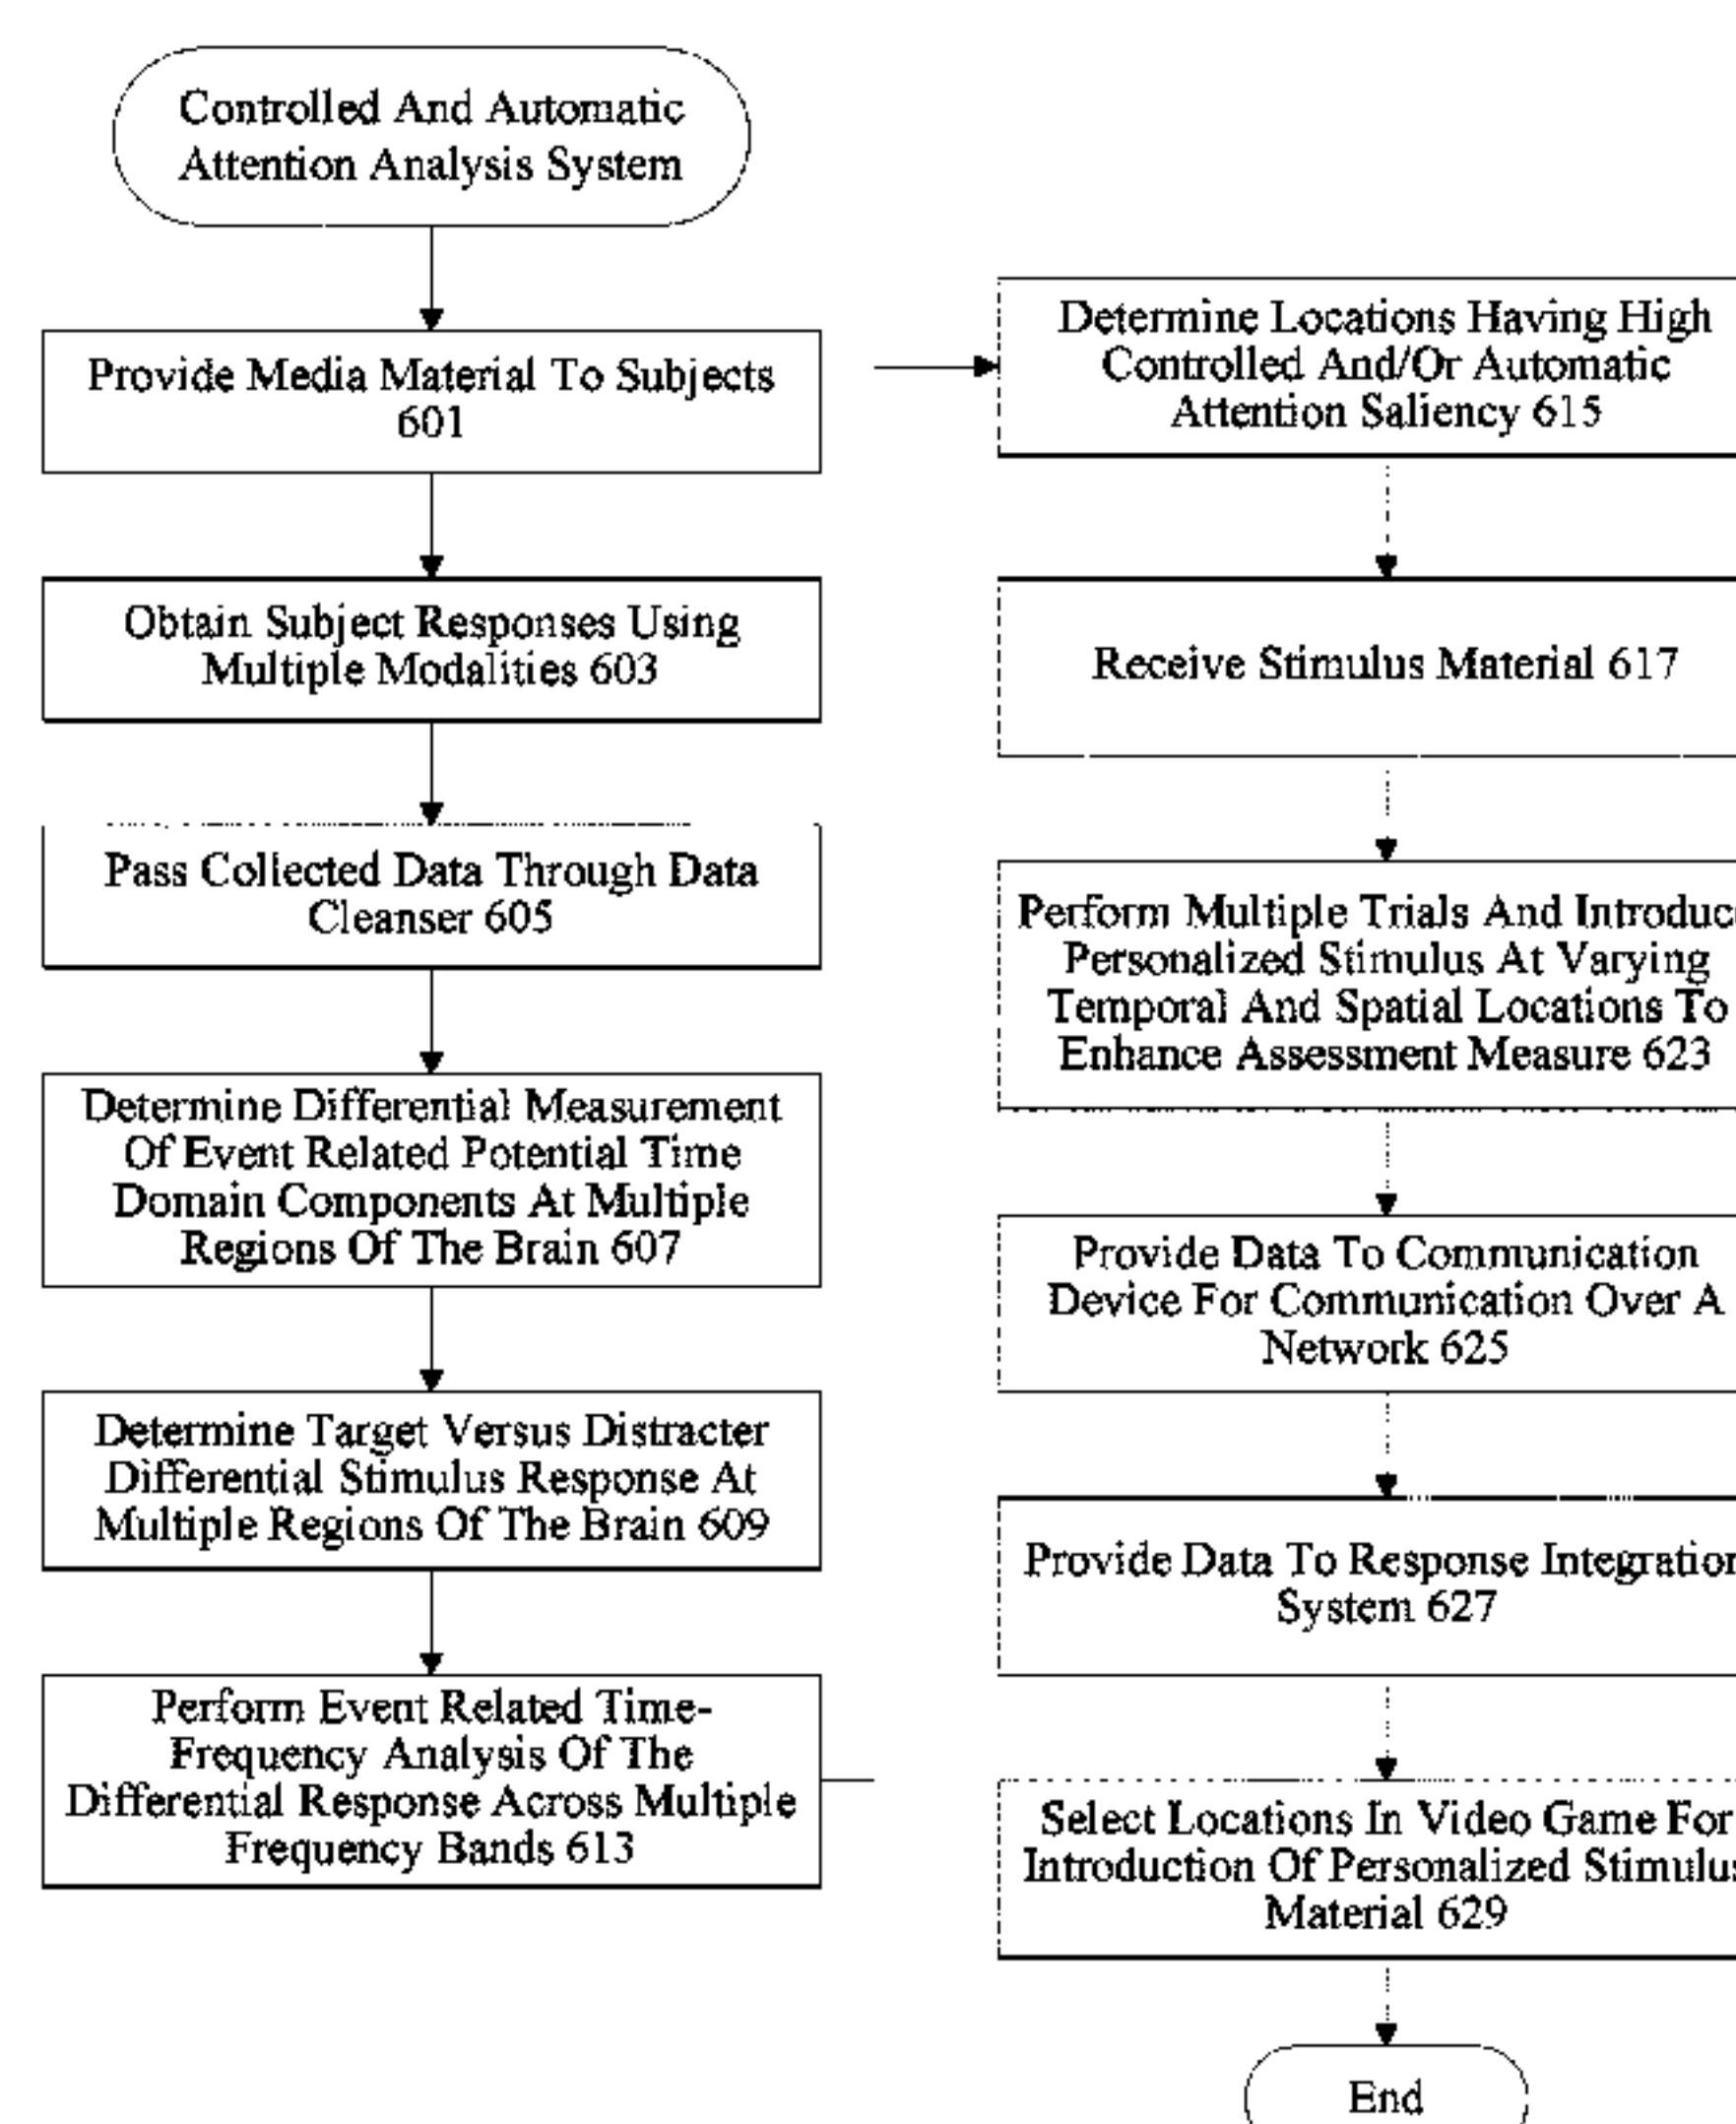 Controlled And Automatic
Attention Analysis System
Provide Media Material To Subjects
601
Obtain Subject Responses Using
Multiple Modalities 603
Pass Collected Data Through Data
Cleanser 605
Determine Differential Measurement
Of Event Related Potential Time
Domain Components At Multiple
Regions Of The Brain 607
Determine Target Versus Distracter
Differential Stimulus Response At
Multiple Regions Of The Brain 609
Perform Event Related Time-
Frequency Analysis Of The
Differential Response Across Multiple
Frequency Bands 613
Determine Locations Having High
Controlled And/Or Automatic
Attention Saliency 615
Receive Stimulus Material 617
Perform Multiple Trials And
Personalized Stimulus At Varying
Temporal And Spatial Locations To
Enhance Assessment Measure 623
Provide Data To Communication
Device For Communication Over A
Network 625
Provide Data To Response
System 627
Select Locations In Video Game For
Introduction Of Personalized
Material 629
End